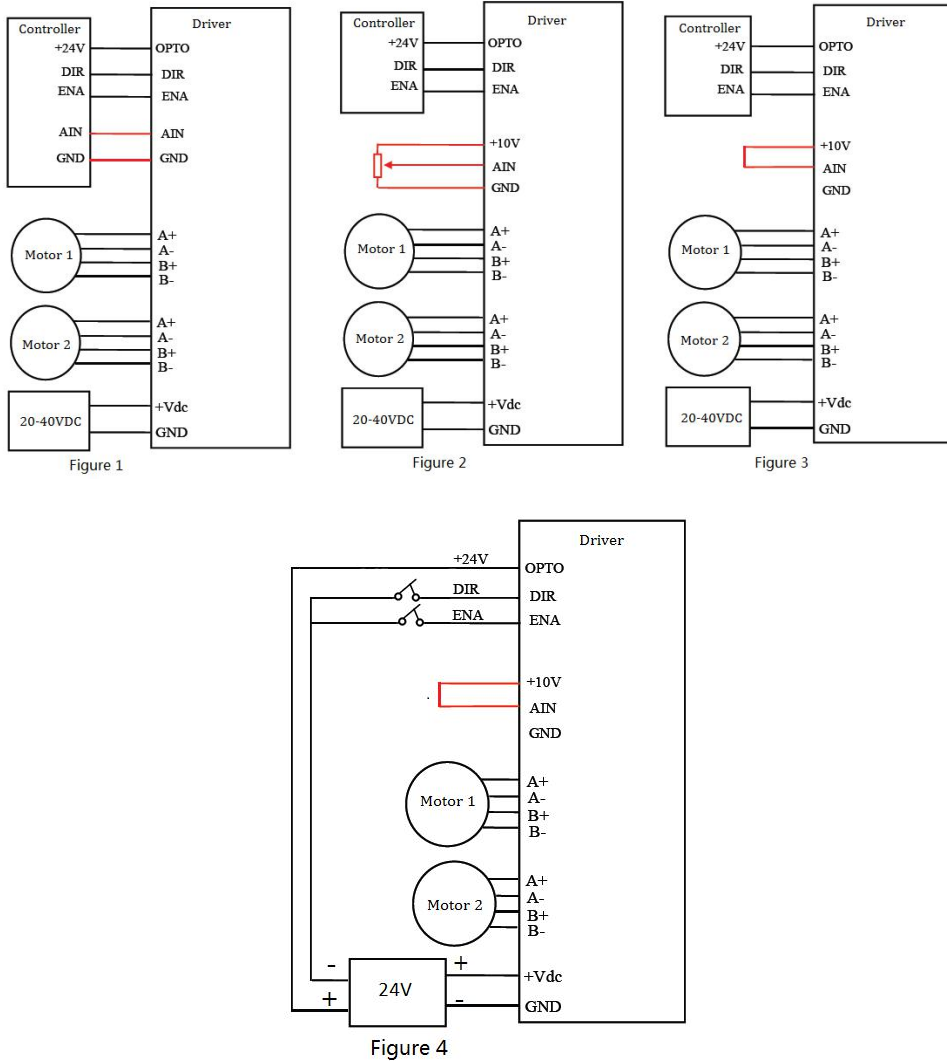 Controller
Driver
+24V
OPTO
DIR
DIR
ENA
ENA
AIN
AIN
GND
GND
Motor 1
A+
A-
B+
B-
Motor 2
A+
A-
B+
B-
20-40VDC
+Vdc
GND
Figure 1
Controller
Driver
+24V
OPTO
DIR
DIR
ENA
ENA
+10V
AIN
GND
Motor 1
A+
A-
B+
B-
Motor 2
A+
A-
B+
B-
20-40VDC
+Vdc
GND
Figure 2
Controller
Driver
+24V
OPTO
DIR
DIR
ENA
ENA
+10V
AIN
GND
Motor 1
A+
A-
B+
B-
Motor 2
A+
A-
B+
B-
20-40VDC
+Vdc
GND
Figure 3
Driver
+24V
OPTO
DIR
DIR
ENA
ENA
+10V
AIN
GND
Motor 1
A+
A-
B+
B-
Motor 2
A+
A-
B+
B-
-
+
24V
+
-
+Vdc
GND
Figure 4